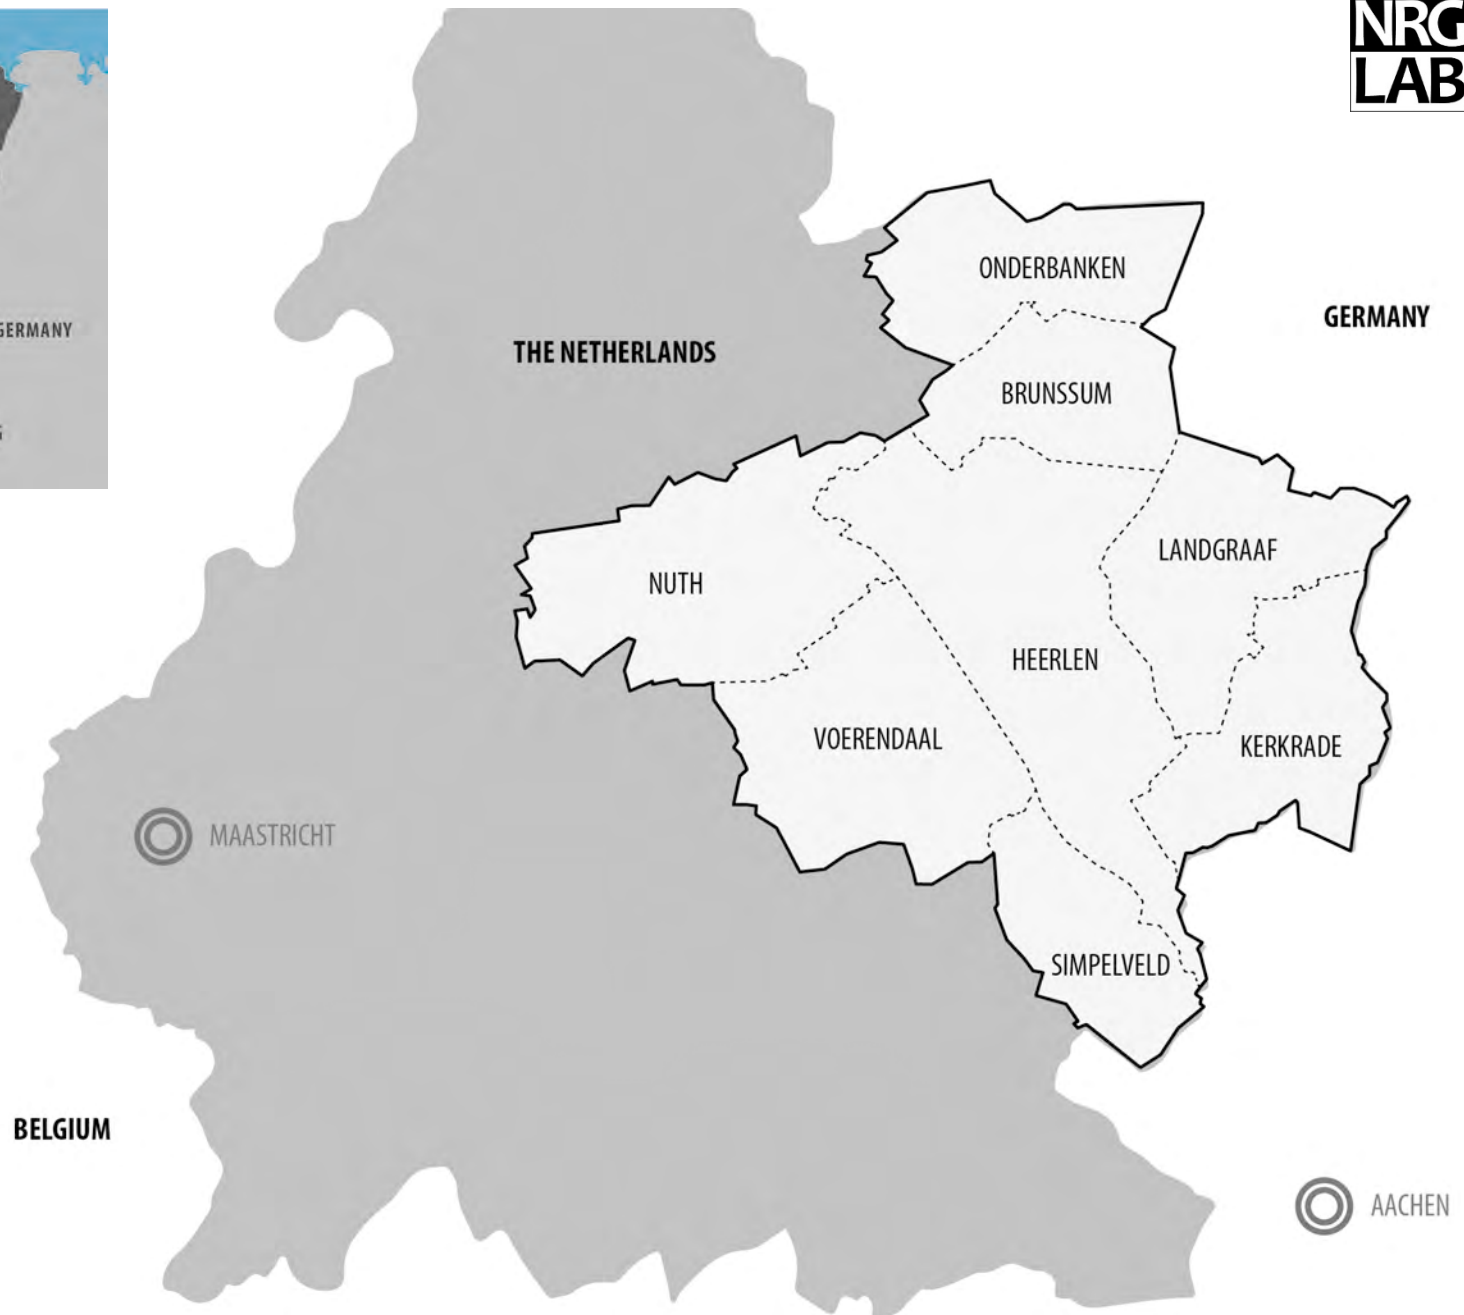 NRG
LAB
ONDERBANKEN
GERMANY
GERMANY
THE NETHERLANDS
BRUNSSUM
LANDGRAAF
NUTH
HEERLEN
VOERENDAAL
KERKRADE
MAASTRICHT
SIMPELVELD
BELGIUM
AACHEN